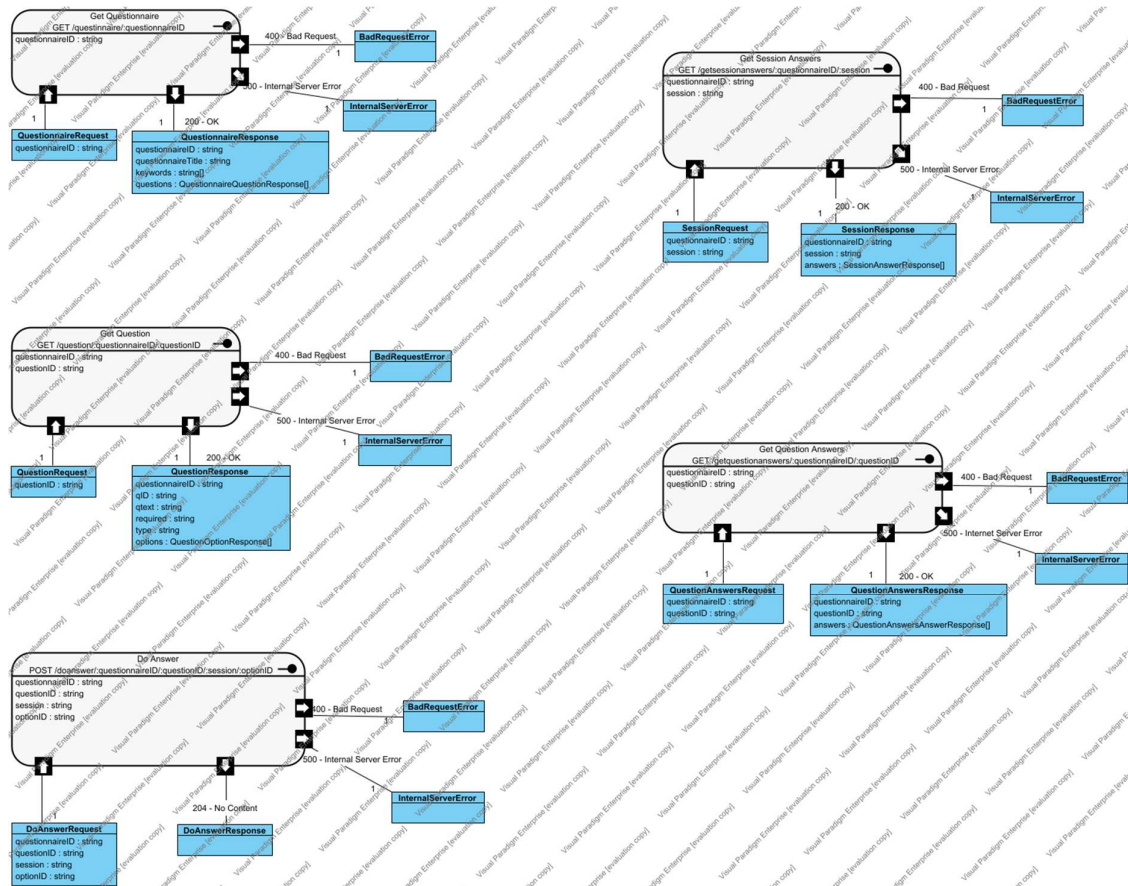 Get Questionnaire
GET /questionnaire/:questionnaireID
questionnaireID : string
400 - Bad Request
1
BadRequestError
500 - Internal Server Error
1
InternalServerError
1
1
200 - OK
QuestionnaireRequest
questionnaireID : string
QuestionnaireResponse
questionnaireID : string
questionnaireTitle : string
keywords : string[]
questions : QuestionnaireQuestionResponse[]
Get Session Answers
GET /getsessionanswers/:questionnaireID/:session
questionnaireID : string
session : string
400 - Bad Request
1
BadRequestError
500 - Internal Server Error
1
InternalServerError
1
1
200 - OK
SessionRequest
questionnaireID : string
session : string
SessionResponse
questionnaireID : string
session : string
answers : SessionAnswerResponse[]
Get Question
GET /question/:questionnaireID/:questionID
questionnaireID : string
questionID : string
400 - Bad Request
1
BadRequestError
500 - Internal Server Error
1
InternalServerError
1
1
200 - OK
QuestionRequest
questionID : string
QuestionResponse
questionnaireID : string
qID : string
qtext : string
required : string
type : string
options : QuestionOptionResponse[]
Get Question Answers
GET /getquestionanswers/:questionnaireID/:questionID
questionnaireID : string
questionID : string
400 - Bad Request
1
BadRequestError
500 - Internet Server Error
1
InternalServerError
1
1
200 - OK
QuestionAnswersRequest
questionnaireID : string
questionID : string
QuestionAnswersResponse
questionnaireID : string
questionID : string
answers : QuestionAnswersAnswerResponse[]
Do Answer
POST /doanswer/:questionnaireID/:questionID/:session/:optionID
questionnaireID : string
questionID : string
session : string
optionID : string
400 - Bad Request
1
BadRequestError
500 - Internal Server Error
1
InternalServerError
1
204 - No Content
DoAnswerRequest
questionnaireID : string
questionID : string
session : string
optionID : string
DoAnswerResponse
Visual Paradigm Enterprise [evaluation copy]